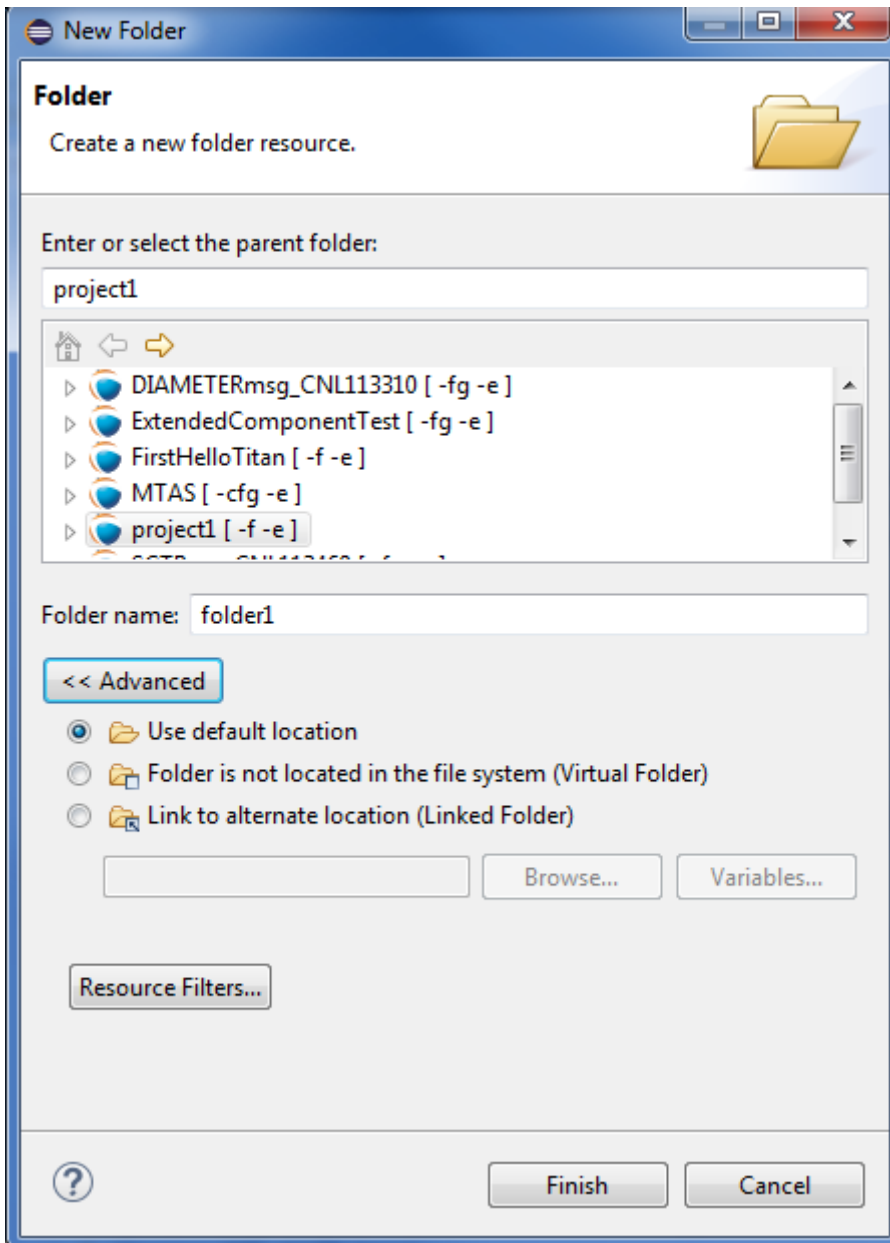 New Folder
Folder
Create a new folder resource.
Enter or select the parent folder:
project1
DIAMETERmsg_CNL113310 [ -fg -e ]
ExtendedComponentTest [ -fg -e ]
FirstHelloTitan [ -f -e ]
MTAS [ -cfg -e ]
project1 [ -f -e ]
Folder name: folder1
<< Advanced
Use default location
Folder is not located in the file system (Virtual Folder)
Link to alternate location (Linked Folder)
Browse... Variables...
Resource Filters...
? Finish Cancel